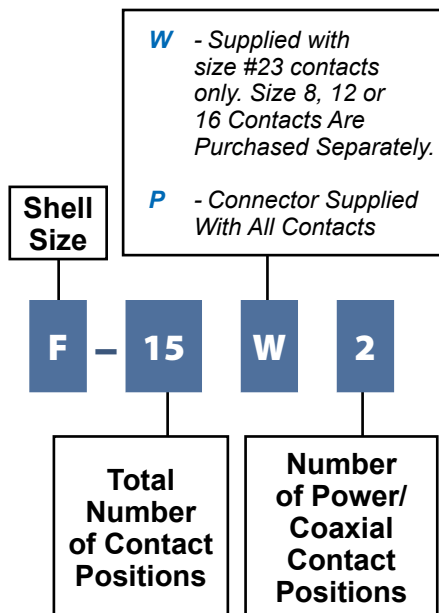 W - Supplied with
size #23 contacts
only. Size 8, 12 or
16 Contacts Are
Purchased Separately.
P - Connector Supplied
With All Contacts
Shell
Size
F – 15 W 2
Total
Number
of Contact
Positions
Number
of Power/
Coaxial
Contact
Positions